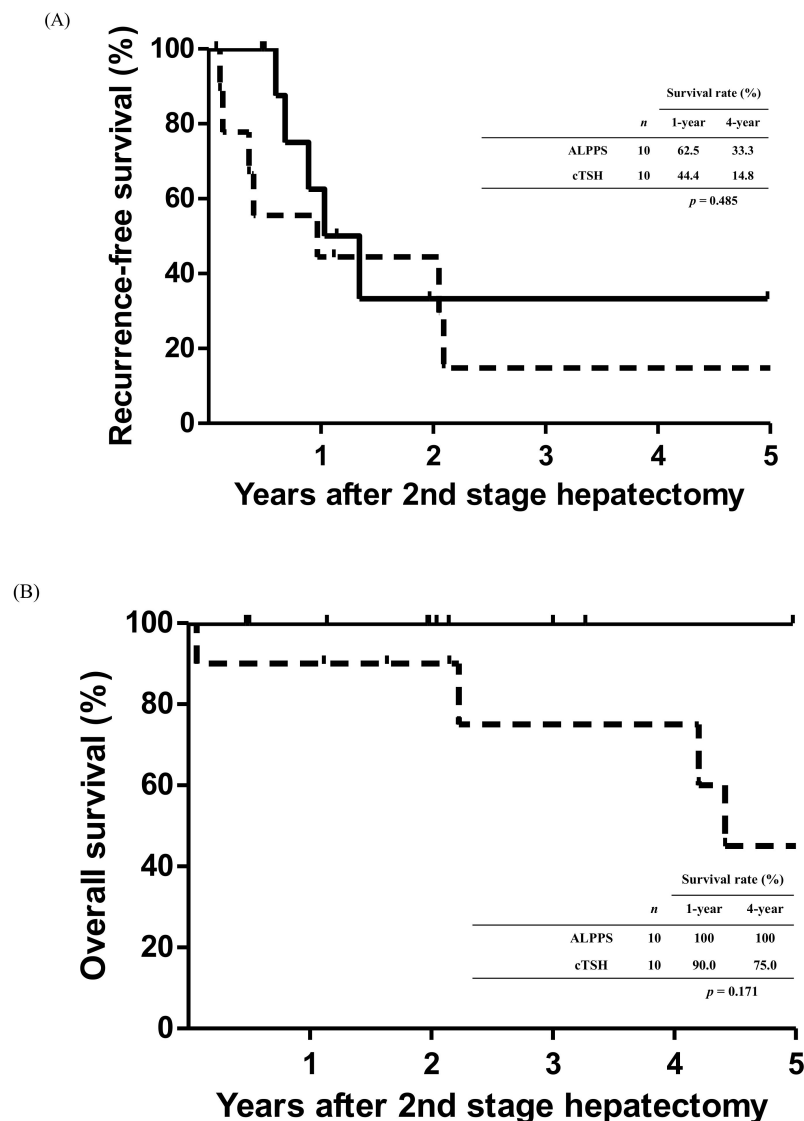 (A)
Recurrence-free survival (%)
100
80
60
40
20
0
Survival rate (%)
n 1-year 4-year
ALPPS 10 62.5 33.3
cTSH 10 44.4 14.8
p = 0.485
1 2 3 4 5
Years after 2nd stage hepatectomy
(B)
Overall survival (%)
100
80
60
40
20
0
Survival rate (%)
n 1-year 4-year
ALPPS 10 100 100
cTSH 10 90.0 75.0
p = 0.171
1 2 3 4 5
Years after 2nd stage hepatectomy